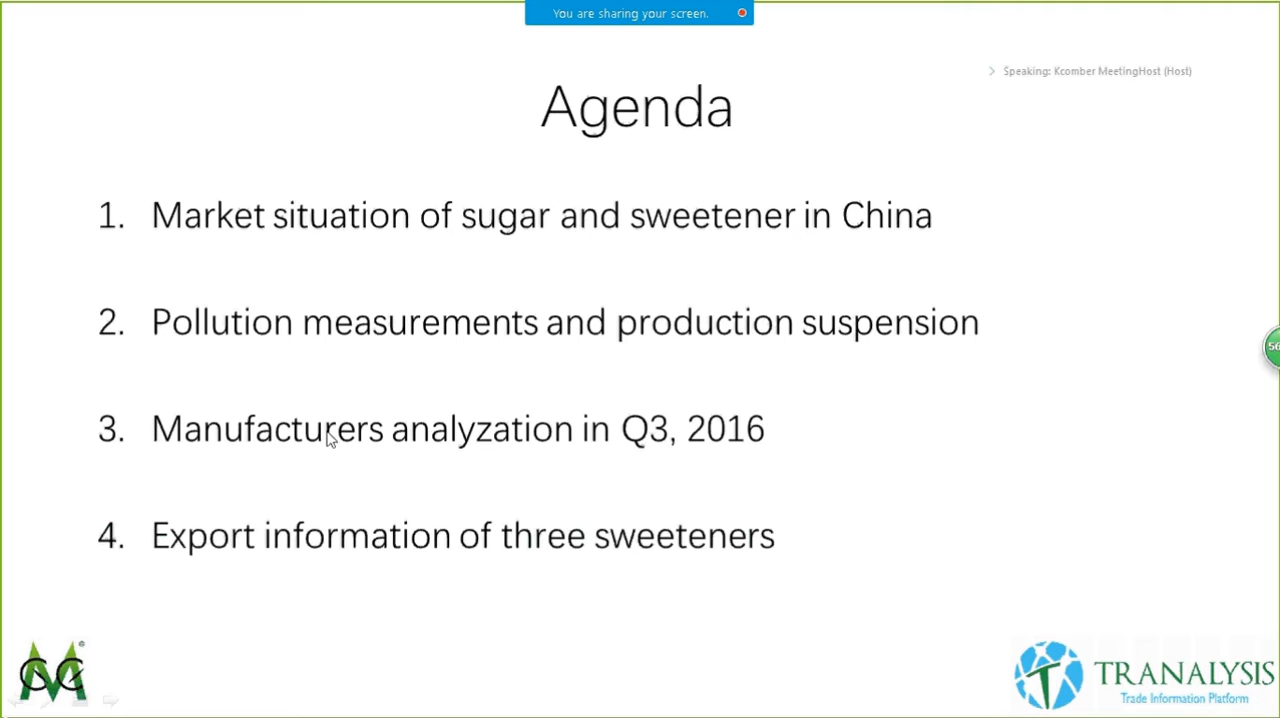 You are sharing your screen.
Speaking: Kcomber MeetingHost (Host)
Agenda
1. Market situation of sugar and sweetener in China
2. Pollution measurements and production suspension
56
3. Manufacturers analyzation in Q3, 2016
4. Export information of three sweeteners
®
TRANALYSIS
Trade Information Platform